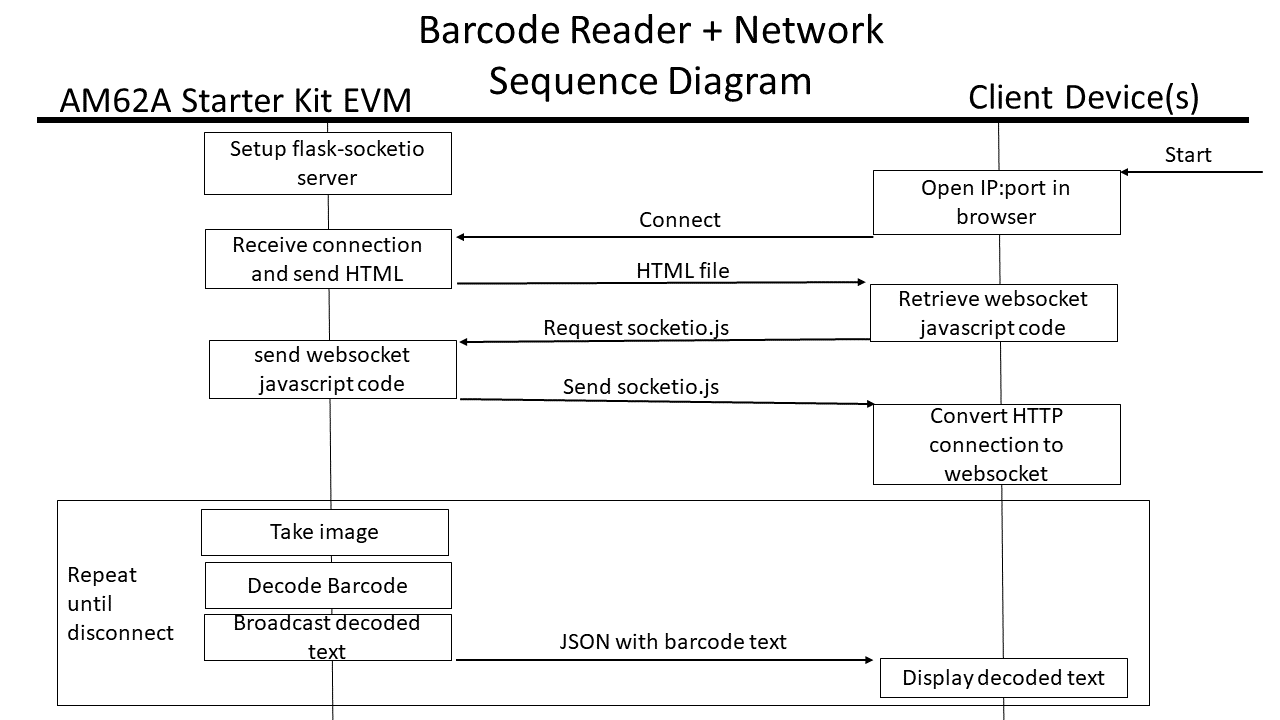 Barcode Reader + Network
Sequence Diagram
AM62A Starter Kit EVM
Client Device(s)
Setup flask-socketio
server
Start
Open IP:port in
browser
Connect
Receive connection
and send HTML
HTML file
Retrieve websocket
javascript code
Request socketio.js
send websocket
javascript code
Send socketio.js
Convert HTTP
connection to
websocket
Take image
Repeat
until
disconnect
Decode Barcode
Broadcast decoded
text
JSON with barcode text
Display decoded text